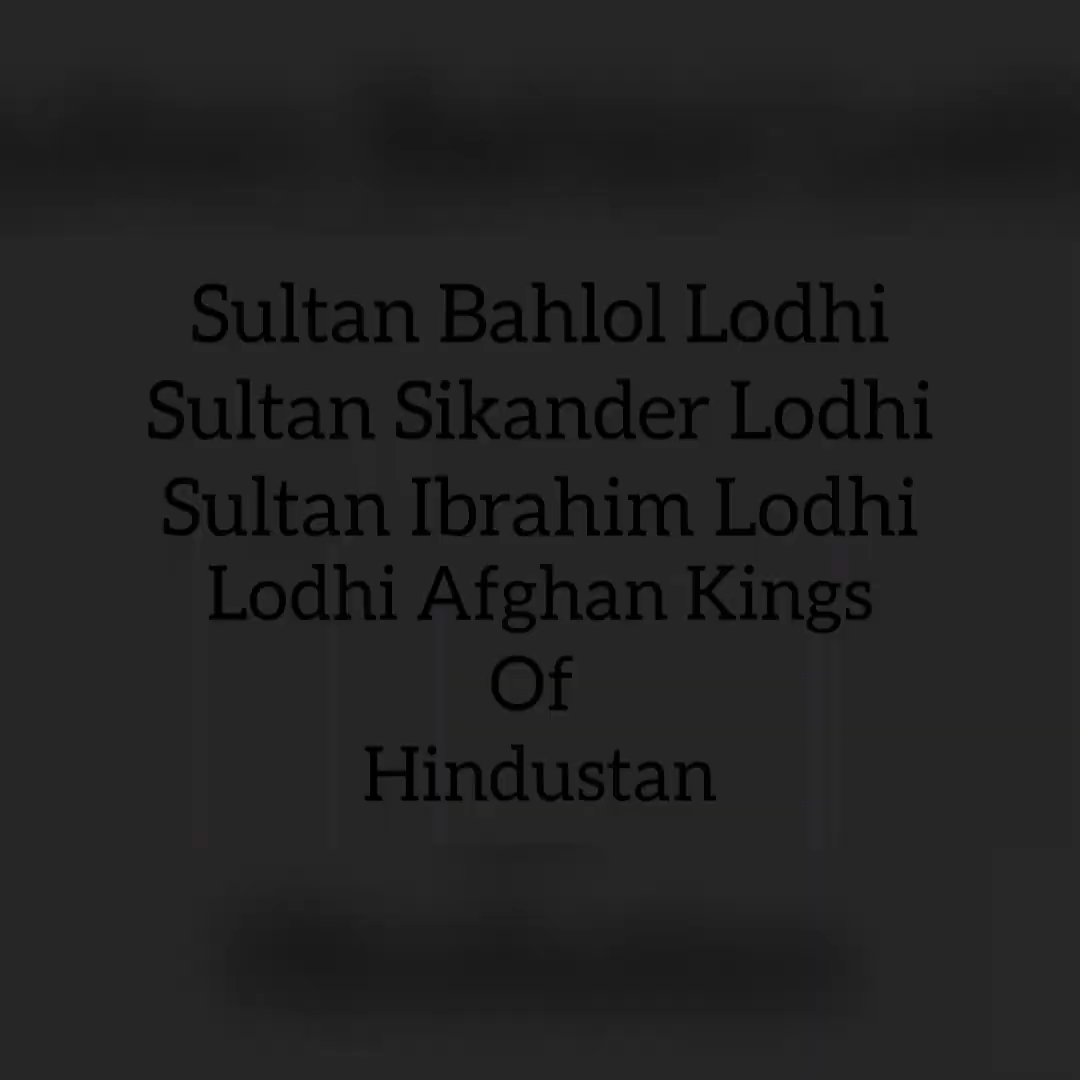 Sultan Bahlol Lodhi
Sultan Sikander Lodhi
Sultan Ibrahim Lodhi
Lodhi Afghan Kings
Of
Hindustan